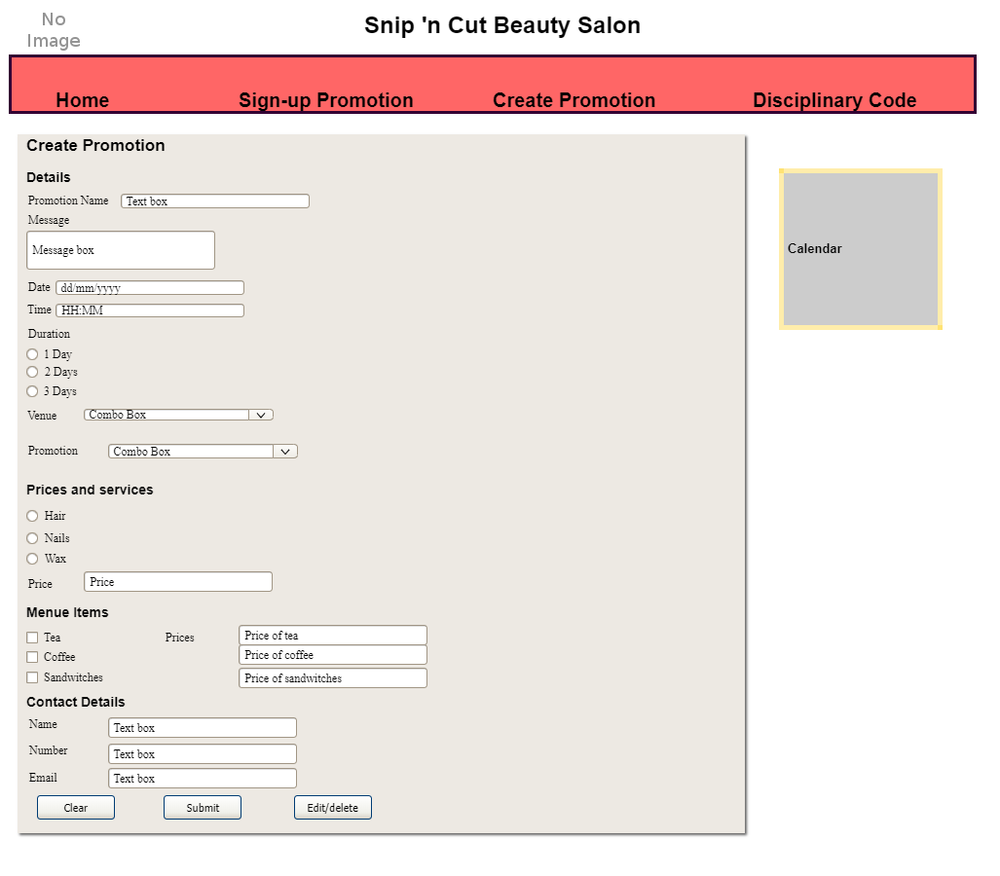 No
Image
Snip 'n Cut Beauty Salon
Home Sign-up Promotion Create Promotion Disciplinary Code
Create Promotion
Details
Promotion Name Text box
Message
Message box
Date dd/mm/yyyy
Time HH:MM
Duration
1 Day
2 Days
3 Days
Venue Combo Box
Promotion Combo Box
Prices and services
Hair
Nails
Wax
Price Price
Menue Items
Tea Prices Price of tea
Coffee Price of coffee
Sandwitches Price of sandwitches
Contact Details
Name Text box
Number Text box
Email Text box
Clear Submit Edit/delete
Calendar